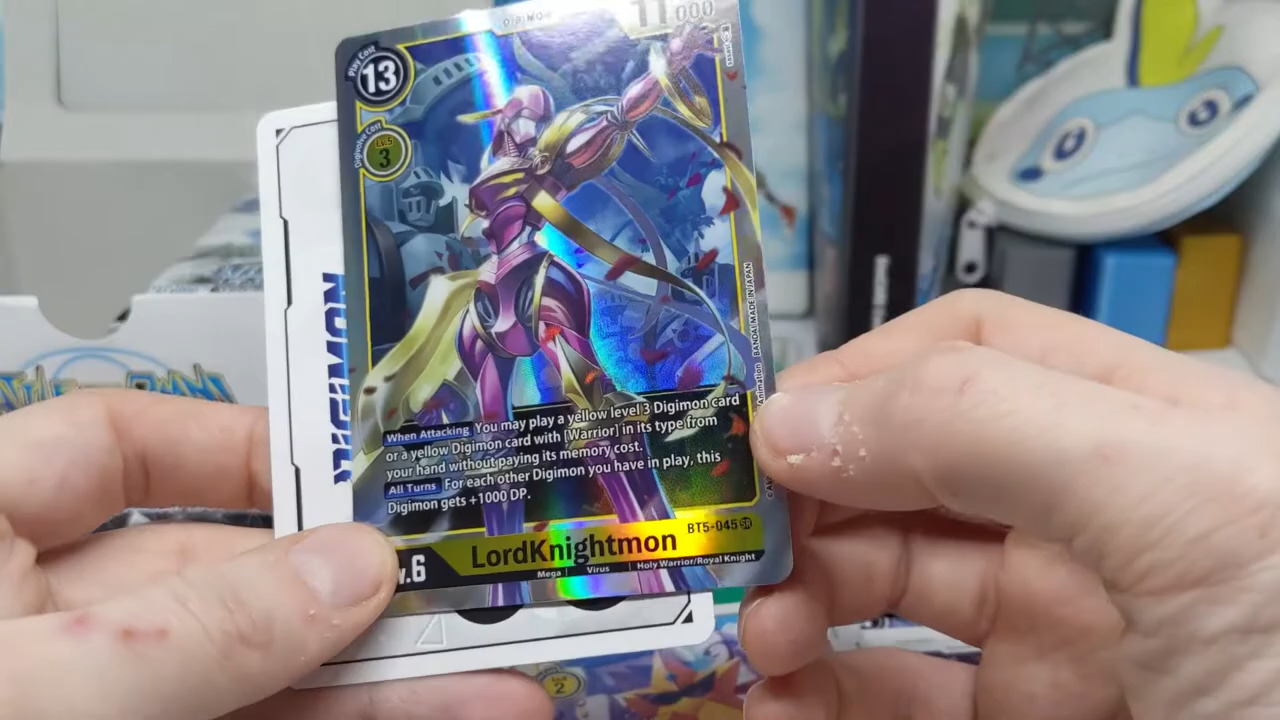 DIGIMON
11000
Play Cost
13
Digivolve Cost
Lv.5
3
BANDAI MADE IN JAPAN
Animation
DIGIMON
When Attacking You may play a yellow level 3 Digimon card
or a yellow Digimon card with [Warrior] in its type from
your hand without paying its memory cost.
All Turns For each other Digimon you have in play, this
Digimon gets +1000 DP.
BT5-045 SR
LordKnightmon
.6
Mega | Virus | Holy Warrior/Royal Knight
2